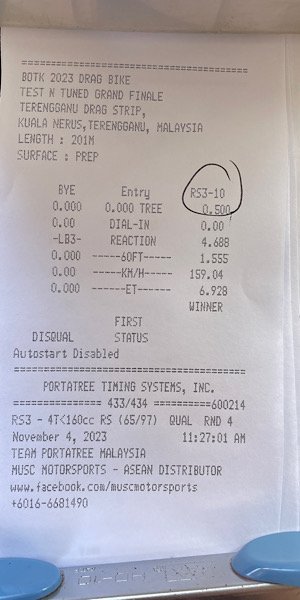 BOTK 2023 DRAG BIKE
TEST N TUNED GRAND FINALE
TERENGGANU DRAG STRIP,
KUALA NERUS,TERENGGANU, MALAYSIA
LENGTH : 201M
SURFACE : PREP
BYE Entry RS3-10
0.000 0.000 TREE 0.500
0.00 DIAL-IN 0.00
-LB3- REACTION 4.688
0.000 ------60FT----- 1.555
0.00 ------KM/H----- 159.04
0.000 -------ET------ 6.928
WINNER
FIRST
DISQUAL STATUS
Autostart Disabled
PORTATREE TIMING SYSTEMS, INC.
=============== 433/434 ==========600214
RS3 - 4T<160cc RS (65/97) QUAL RND 4
November 4, 2023 11:27:01 AM
TEAM PORTATREE MALAYSIA
MUSC MOTORSPORTS - ASEAN DISTRIBUTOR
www.facebook.com/muscmotorsports
+6016-6681490